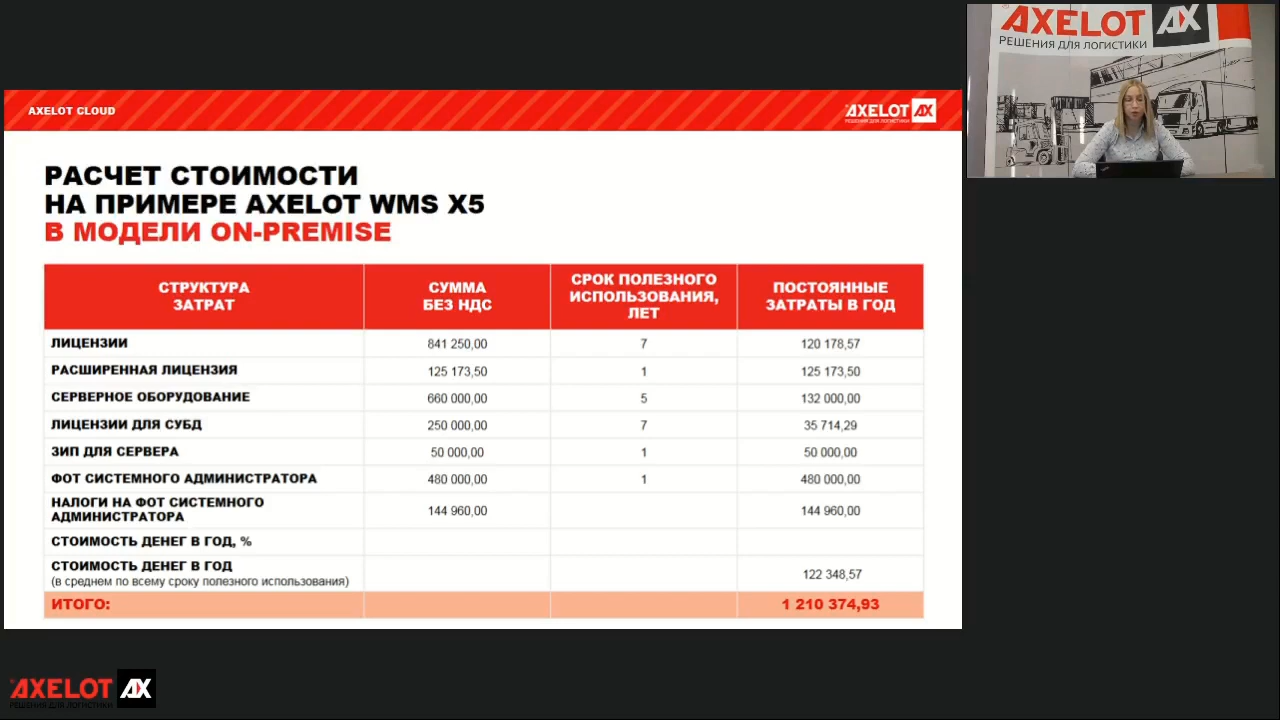 AXELOT CLOUD
AXELOT AX
РЕШЕНИЯ ДЛЯ ЛОГИСТИКИ
РАСЧЕТ СТОИМОСТИ
НА ПРИМЕРЕ AXELOT WMS X5
В МОДЕЛИ ON-PREMISE
СТРУКТУРА
ЗАТРАТ
СУММА
БЕЗ НДС
СРОК ПОЛЕЗНОГО
ИСПОЛЬЗОВАНИЯ,
ЛЕТ
ПОСТОЯННЫЕ
ЗАТРАТЫ В ГОД
ЛИЦЕНЗИИ 841 250,00 7 120 178,57
РАСШИРЕННАЯ ЛИЦЕНЗИЯ 125 173,50 1 125 173,50
СЕРВЕРНОЕ ОБОРУДОВАНИЕ 660 000,00 5 132 000,00
ЛИЦЕНЗИИ ДЛЯ СУБД 250 000,00 7 35 714,29
ЗИП ДЛЯ СЕРВЕРА 50 000,00 1 50 000,00
ФОТ СИСТЕМНОГО АДМИНИСТРАТОРА 480 000,00 1 480 000,00
НАЛОГИ НА ФОТ СИСТЕМНОГО
АДМИНИСТРАТОРА 144 960,00 144 960,00
СТОИМОСТЬ ДЕНЕГ В ГОД, %
СТОИМОСТЬ ДЕНЕГ В ГОД
(в среднем по всему сроку полезного использования) 122 348,57
ИТОГО: 1 210 374,93
AXELOT AX
РЕШЕНИЯ ДЛЯ ЛОГИСТИКИ
AXELOT AX
РЕШЕНИЯ ДЛЯ ЛОГИСТИКИ